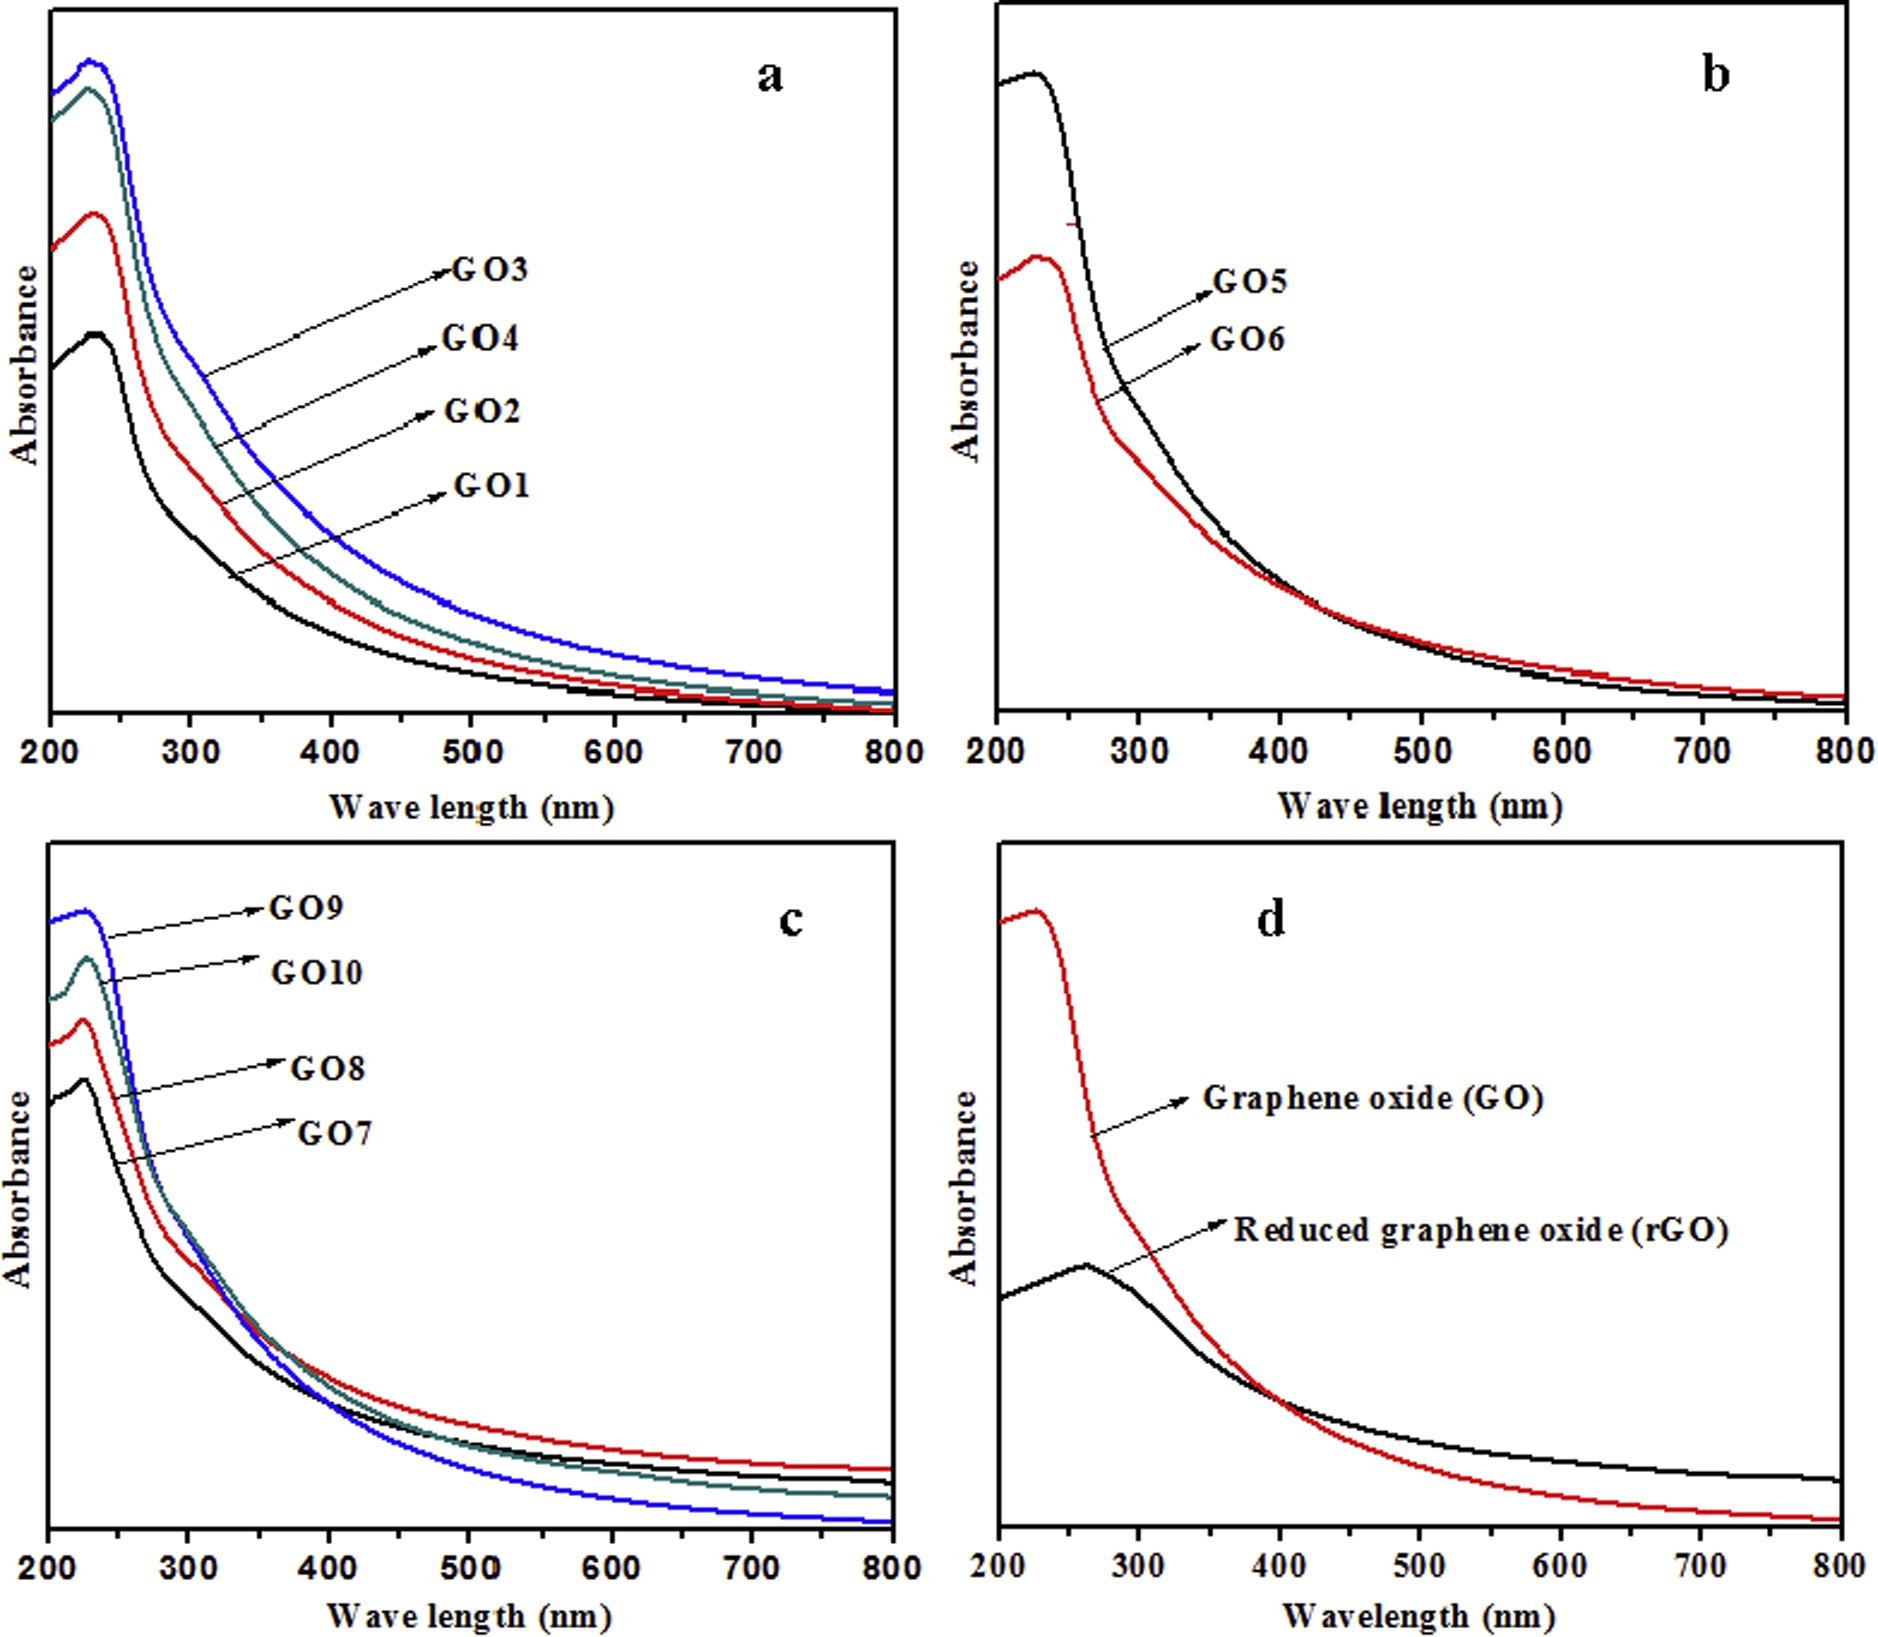 a
Absorbance
GO3
GO4
GO2
GO1
200 300 400 500 600 700 800
Wave length (nm)
b
Absorbance
GO5
GO6
200 300 400 500 600 700 800
Wave length (nm)
c
Absorbance
GO9
GO10
GO8
GO7
200 300 400 500 600 700 800
Wave length (nm)
d
Absorbance
Graphene oxide (GO)
Reduced graphene oxide (rGO)
200 300 400 500 600 700 800
Wavelength (nm)